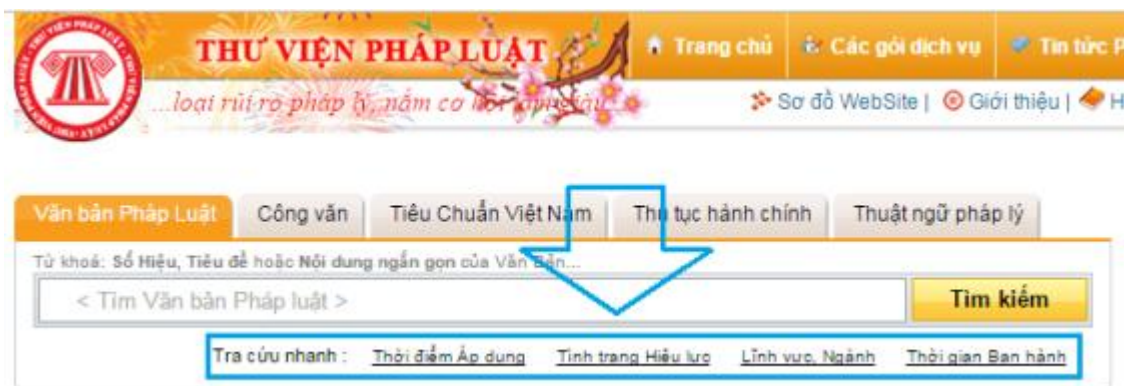 THƯ VIỆN PHÁP LUẬT
Trang chủ Các gói dịch vụ Tin tức P
...loại rủi ro pháp lý, nắm cơ hội làm giàu
Sơ đồ WebSite | Giới thiệu | H
Văn bản Pháp Luật Công văn Tiêu Chuẩn Việt Nam Thủ tục hành chính Thuật ngữ pháp lý
Từ khoá: Số Hiệu, Tiêu đề hoặc Nội dung ngắn gọn của Văn Bản...
< Tìm Văn bản Pháp luật > Tìm kiếm
Tra cứu nhanh : Thời điểm Áp dụng Tình trạng Hiệu lực Lĩnh vực, Ngành Thời gian Ban hành